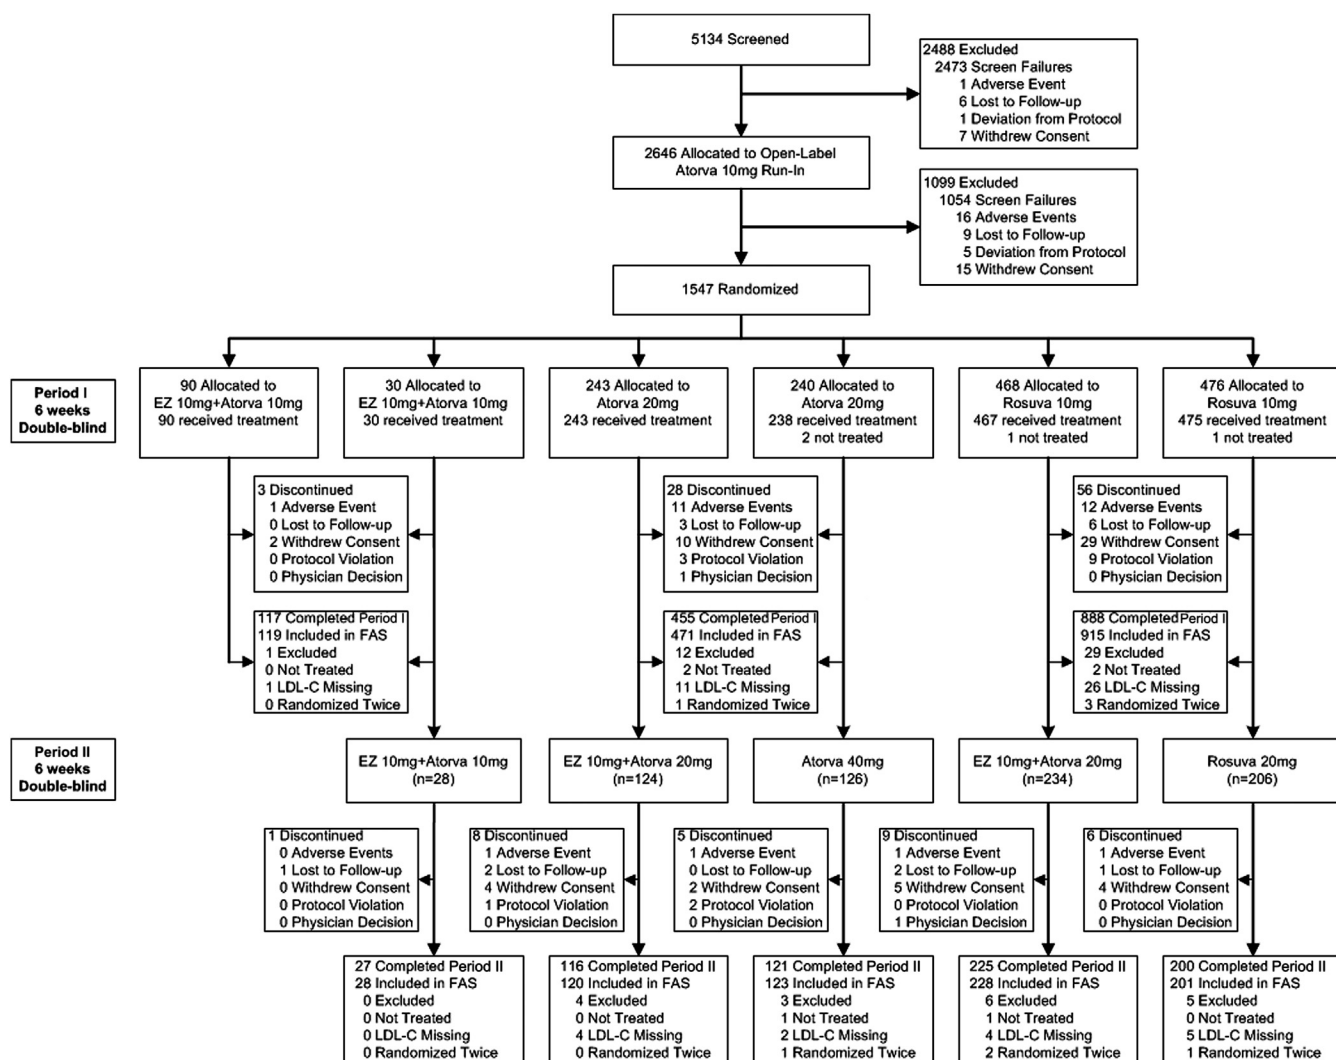 5134 Screened
2488 Excluded
2473 Screen Failures
1 Adverse Event
6 Lost to Follow-up
1 Deviation from Protocol
7 Withdrew Consent
2646 Allocated to Open-Label
Atorva 10mg Run-In
1099 Excluded
1054 Screen Failures
16 Adverse Events
9 Lost to Follow-up
5 Deviation from Protocol
15 Withdrew Consent
1547 Randomized
Period I
6 weeks
Double-blind
90 Allocated to
EZ 10mg+Atorva 10mg
90 received treatment
30 Allocated to
EZ 10mg+Atorva 10mg
30 received treatment
243 Allocated to
Atorva 20mg
243 received treatment
240 Allocated to
Atorva 20mg
238 received treatment
2 not treated
468 Allocated to
Rosuva 10mg
467 received treatment
1 not treated
476 Allocated to
Rosuva 10mg
475 received treatment
1 not treated
3 Discontinued
1 Adverse Event
0 Lost to Follow-up
2 Withdrew Consent
0 Protocol Violation
0 Physician Decision
28 Discontinued
11 Adverse Events
3 Lost to Follow-up
10 Withdrew Consent
3 Protocol Violation
1 Physician Decision
56 Discontinued
12 Adverse Events
6 Lost to Follow-up
29 Withdrew Consent
9 Protocol Violation
0 Physician Decision
117 Completed Period I
119 Included in FAS
1 Excluded
0 Not Treated
1 LDL-C Missing
0 Randomized Twice
455 Completed Period I
471 Included in FAS
12 Excluded
2 Not Treated
11 LDL-C Missing
1 Randomized Twice
888 Completed Period I
915 Included in FAS
29 Excluded
2 Not Treated
26 LDL-C Missing
3 Randomized Twice
Period II
6 weeks
Double-blind
EZ 10mg+Atorva 10mg
(n=28)
EZ 10mg+Atorva 20mg
(n=124)
Atorva 40mg
(n=126)
EZ 10mg+Atorva 20mg
(n=234)
Rosuva 20mg
(n=206)
1 Discontinued
0 Adverse Events
1 Lost to Follow-up
0 Withdrew Consent
0 Protocol Violation
0 Physician Decision
8 Discontinued
1 Adverse Event
2 Lost to Follow-up
4 Withdrew Consent
1 Protocol Violation
0 Physician Decision
5 Discontinued
1 Adverse Event
0 Lost to Follow-up
2 Withdrew Consent
2 Protocol Violation
0 Physician Decision
9 Discontinued
1 Adverse Event
2 Lost to Follow-up
5 Withdrew Consent
0 Protocol Violation
1 Physician Decision
6 Discontinued
1 Adverse Event
1 Lost to Follow-up
4 Withdrew Consent
0 Protocol Violation
0 Physician Decision
27 Completed Period II
28 Included in FAS
0 Excluded
0 Not Treated
0 LDL-C Missing
0 Randomized Twice
116 Completed Period II
120 Included in FAS
4 Excluded
0 Not Treated
4 LDL-C Missing
0 Randomized Twice
121 Completed Period II
123 Included in FAS
3 Excluded
1 Not Treated
2 LDL-C Missing
1 Randomized Twice
225 Completed Period II
228 Included in FAS
6 Excluded
1 Not Treated
4 LDL-C Missing
2 Randomized Twice
200 Completed Period II
201 Included in FAS
5 Excluded
0 Not Treated
5 LDL-C Missing
1 Randomized Twice